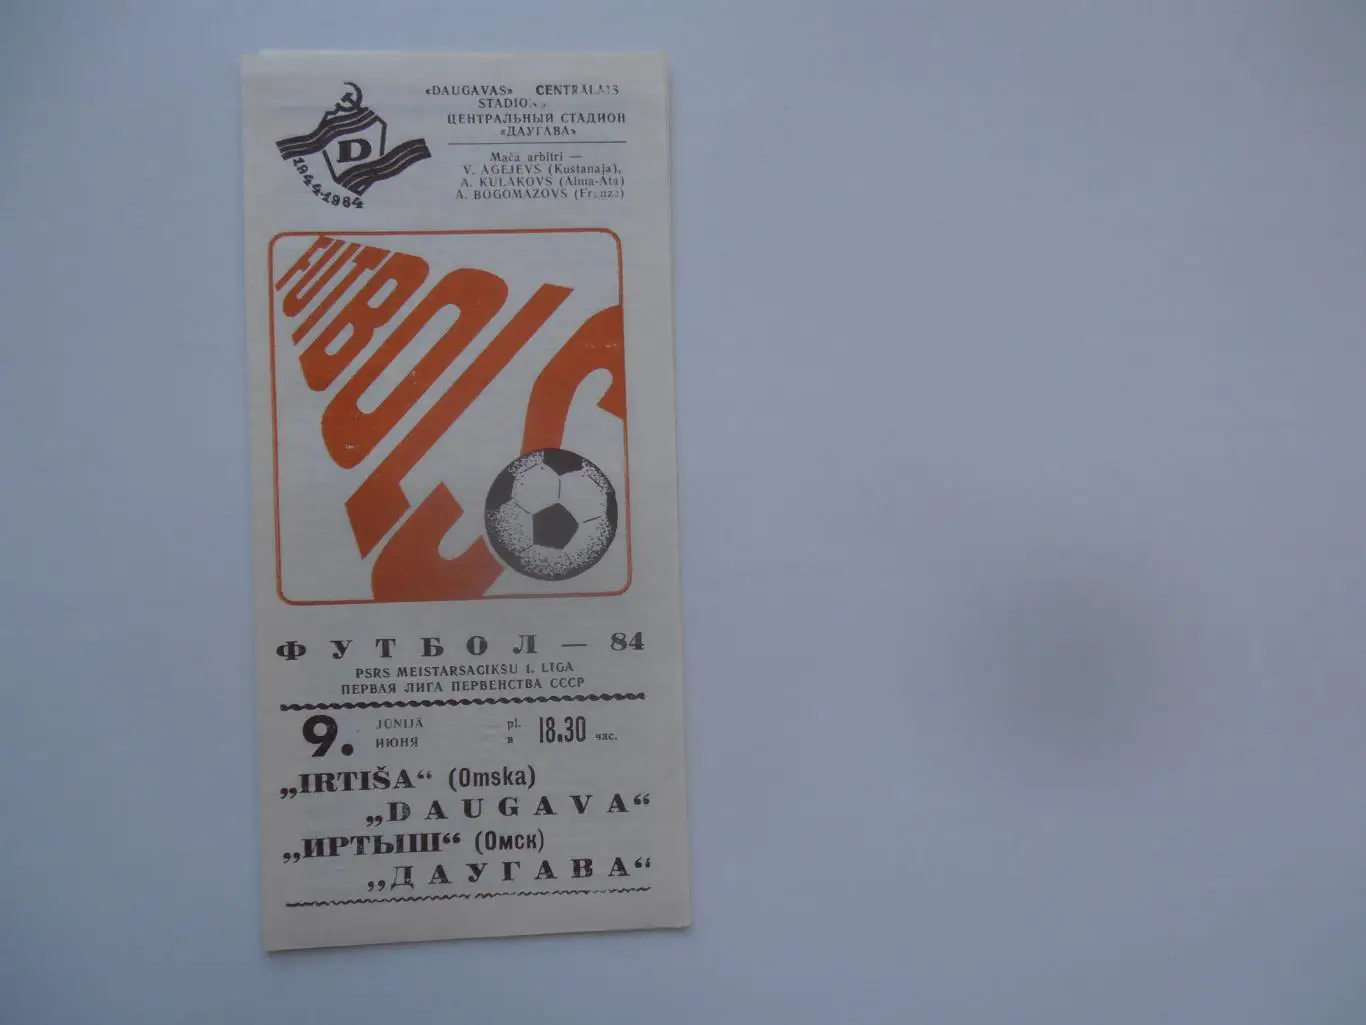 «DAUGAVAS» CENTRĀLAIS
STADIONS
ЦЕНТРАЛЬНЫЙ СТАДИОН
«ДАУГАВА»
D
1944-1984
Mača arbitri —
V. AGEJEVS (Kustanaja),
A. KULAKOVS (Alma-Ata)
A. BOGOMAZOVS (Frunze)
FUTBOLS
ФУТБОЛ — 84
PSRS MEISTARSACIKŠU 1. LIGA
ПЕРВАЯ ЛИГА ПЕРВЕНСТВА СССР
9. JŪNIJĀ pl. 18.30
ИЮНЯ в час.
„IRTIŠA“ (Omska)
„DAUGAVA“
„ИРТЫШ“ (Омск)
„ДАУГАВА“